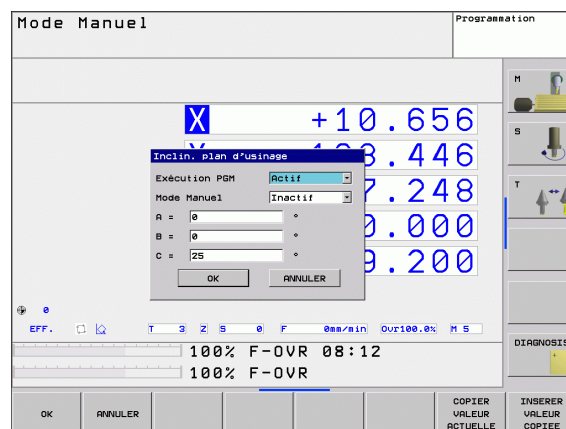 Mode Manuel
Programmation
X +10.656
8.446
Inclin. plan d'usinage
Exécution PGM Actif
7.248
Mode Manuel Inactif
A = 0 °
0.000
B = 0 °
C = 25 °
9.200
OK ANNULER
M
S
T
0
EFF. T 3 Z S 0 F 0mm/min Ovr100.0% M 5
100% F-OVR 08:12
100% F-OVR
DIAGNOSIS
OK ANNULER
COPIER
VALEUR
ACTUELLE
INSERER
VALEUR
COPIEE